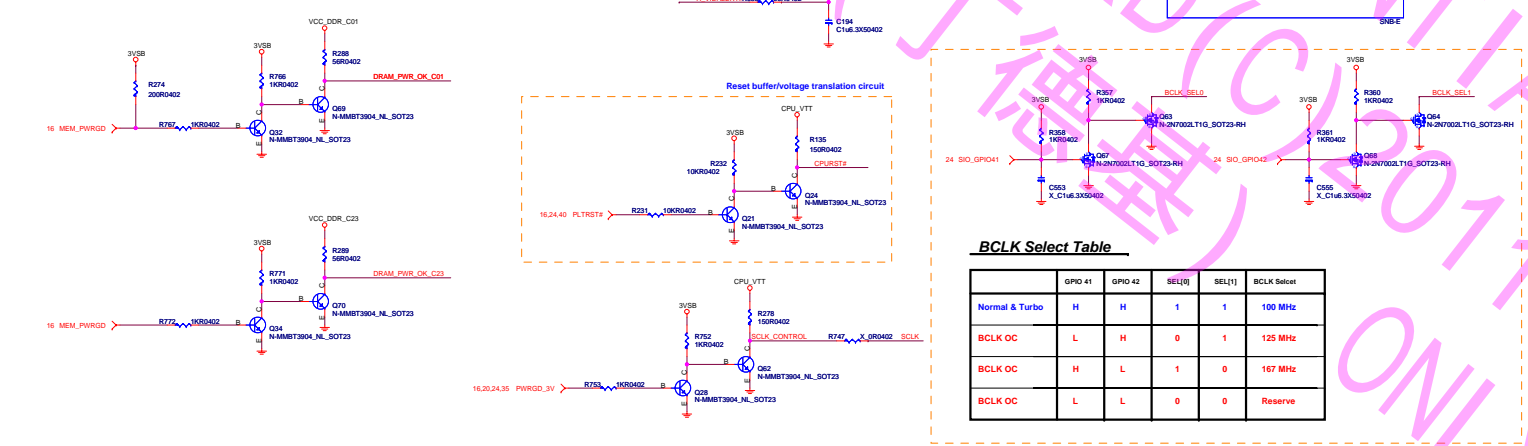 VCC_DDR_C01
3VSB
3VSB
R274
200R0402
R766
1KR0402
R288
56R0402
DRAM_PWR_OK_C01
16 MEM_PWRGD
R767
1KR0402
B
C
E
Q32
N-MMBT3904_NL_SOT23
B
C
E
Q69
N-MMBT3904_NL_SOT23
VCC_DDR_C23
3VSB
R771
1KR0402
R289
56R0402
DRAM_PWR_OK_C23
16 MEM_PWRGD
R772
1KR0402
B
C
E
Q34
N-MMBT3904_NL_SOT23
B
C
E
Q70
N-MMBT3904_NL_SOT23
C194
C1u6.3X50402
Reset buffer/voltage translation circuit
CPU_VTT
3VSB
R135
150R0402
R232
10KR0402
CPURST#
16,24,40 PLTRST#
R231
10KR0402
B
C
E
Q21
N-MMBT3904_NL_SOT23
B
C
E
Q24
N-MMBT3904_NL_SOT23
CPU_VTT
3VSB
R278
150R0402
R752
1KR0402
SCLK_CONTROL
R747
X_0R0402
SCLK
16,20,24,35 PWRGD_3V
R753
1KR0402
B
C
E
Q28
N-MMBT3904_NL_SOT23
B
C
E
Q62
N-MMBT3904_NL_SOT23
SNB-E
3VSB
R357
1KR0402
BCLK_SEL0
3VSB
R358
1KR0402
Q63
N-2N7002LT1G_SOT23-RH
24 SIO_GPIO41
Q67
N-2N7002LT1G_SOT23-RH
C553
X_C1u6.3X50402
3VSB
R360
1KR0402
BCLK_SEL1
3VSB
R361
1KR0402
Q64
N-2N7002LT1G_SOT23-RH
24 SIO_GPIO42
Q68
N-2N7002LT1G_SOT23-RH
C555
X_C1u6.3X50402
BCLK Select Table
GPIO 41 GPIO 42 SEL[0] SEL[1] BCLK Selcet
Normal & Turbo H H 1 1 100 MHz
BCLK OC L H 0 1 125 MHz
BCLK OC H L 1 0 167 MHz
BCLK OC L L 0 0 Reserve
(C)2011
德基)